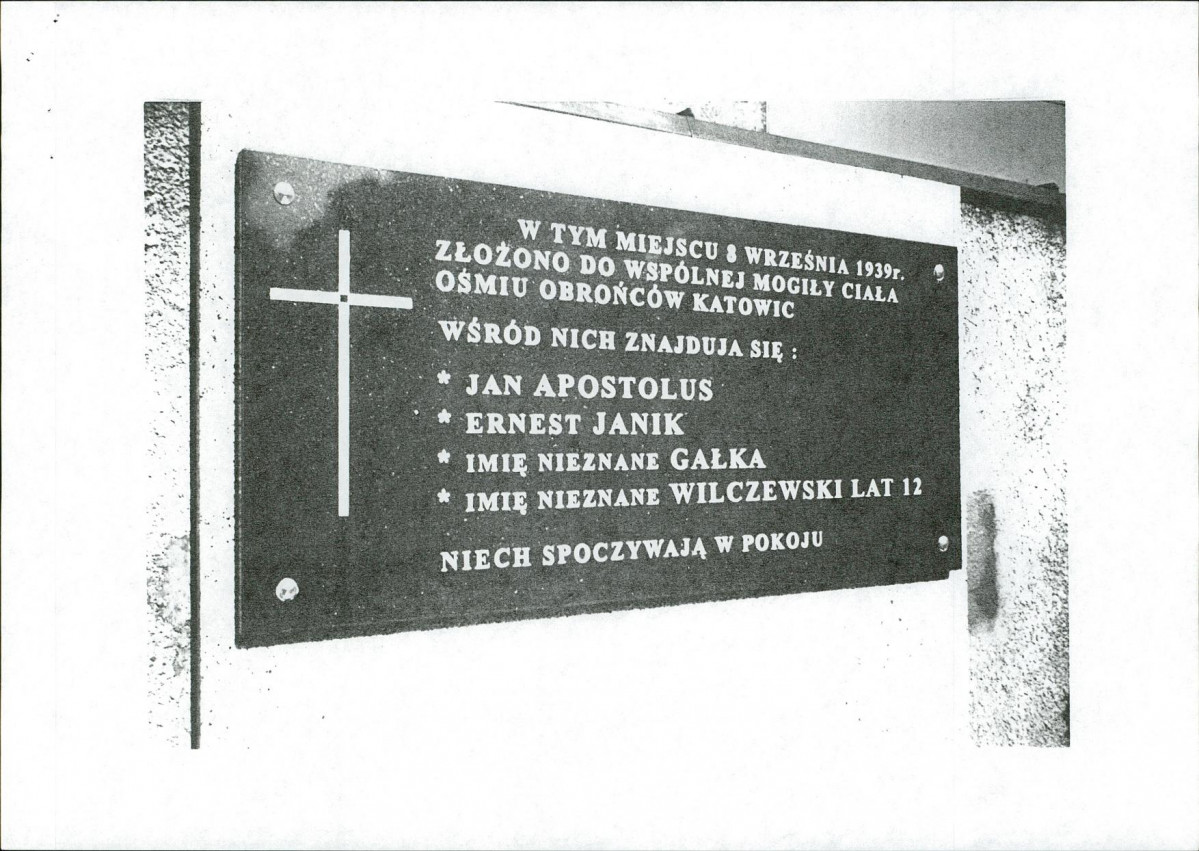 W TYM MIEJSCU 8 WRZEŚNIA 1939r.
ZŁOŻONO DO WSPÓLNEJ MOGIŁY CIAŁA
OŚMIU OBROŃCÓW KATOWIC
WŚRÓD NICH ZNAJDUJA SIĘ :
* JAN APOSTOLUS
* ERNEST JANIK
* IMIĘ NIEZNANE GAŁKA
* IMIĘ NIEZNANE WILCZEWSKI LAT 12
NIECH SPOCZYWAJĄ W POKOJU